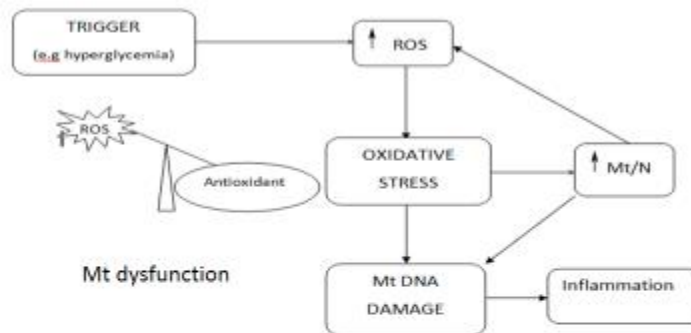 TRIGGER
(e.g hyperglycemia)
ROS
ROS
Antioxidant
OXIDATIVE
STRESS
Mt/N
Mt dysfunction
Mt DNA
DAMAGE
Inflammation